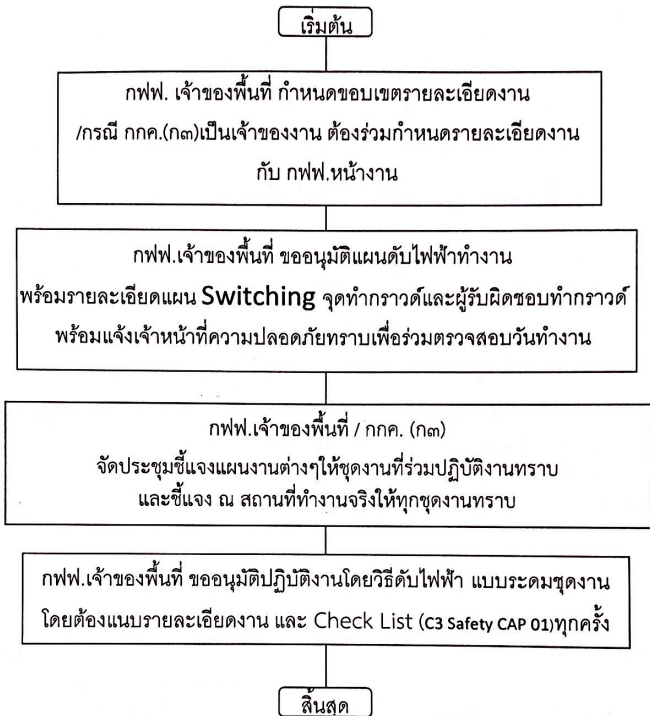 เริ่มต้น
กฟฟ. เจ้าของพื้นที่ กำหนดขอบเขตรายละเอียดงาน
/กรณี กกค.(ก๓)เป็นเจ้าของงาน ต้องร่วมกำหนดรายละเอียดงาน
กับ กฟฟ.หน้างาน
กฟฟ.เจ้าของพื้นที่ ขออนุมัติแผนดับไฟฟ้าทำงาน
พร้อมรายละเอียดแผน Switching จุดทำกราวด์และผู้รับผิดชอบทำกราวด์
พร้อมแจ้งเจ้าหน้าที่ความปลอดภัยทราบเพื่อร่วมตรวจสอบวันทำงาน
กฟฟ.เจ้าของพื้นที่ / กกค. (ก๓)
จัดประชุมชี้แจงแผนงานต่างๆให้ชุดงานที่ร่วมปฏิบัติงานทราบ
และชี้แจง ณ สถานที่ทำงานจริงให้ทุกชุดงานทราบ
กฟฟ.เจ้าของพื้นที่ ขออนุมัติปฏิบัติงานโดยวิธีดับไฟฟ้า แบบระดมชุดงาน
โดยต้องแนบรายละเอียดงาน และ Check List (C3 Safety CAP 01)ทุกครั้ง
สิ้นสุด